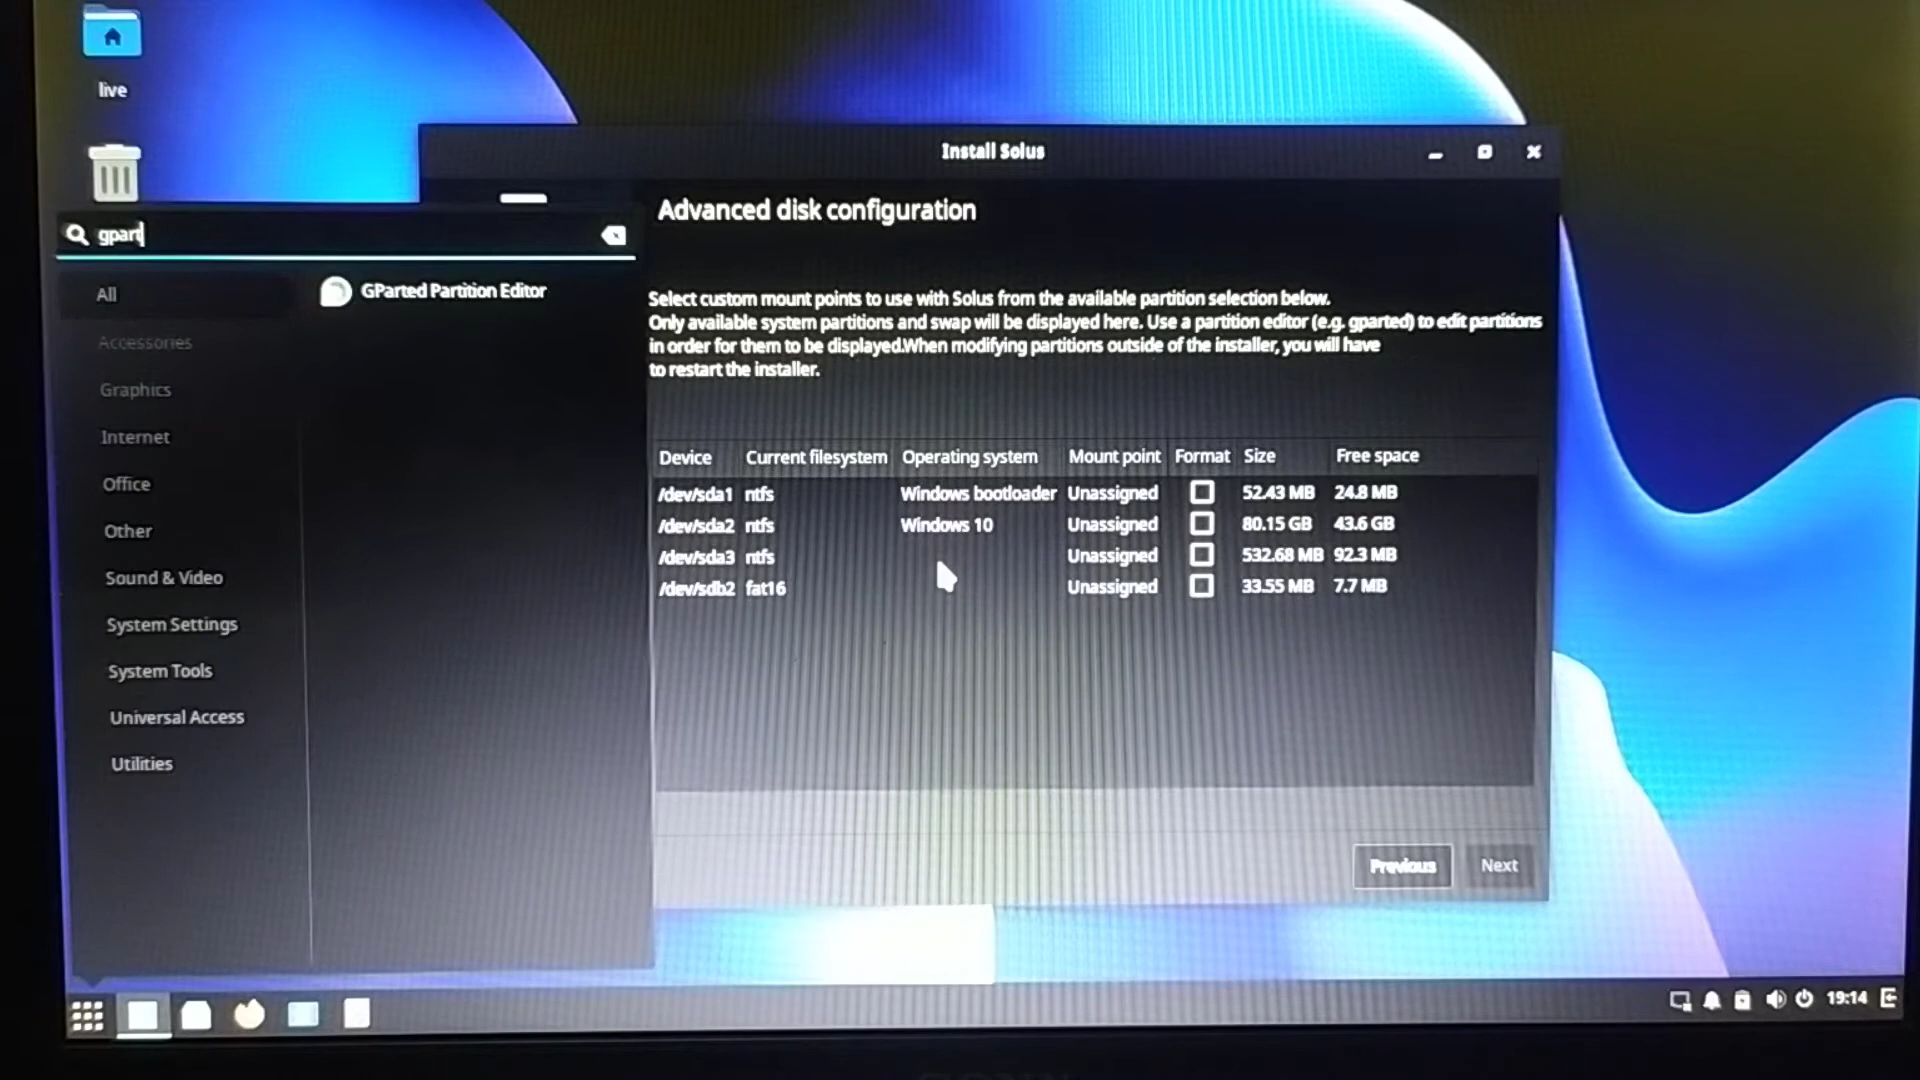 live
gpart
All
Accessories
Graphics
Internet
Office
Other
Sound & Video
System Settings
System Tools
Universal Access
Utilities
GParted Partition Editor
Install Solus
Advanced disk configuration
Select custom mount points to use with Solus from the available partition selection below.
Only available system partitions and swap will be displayed here. Use a partition editor (e.g. gparted) to edit partitions
in order for them to be displayed.When modifying partitions outside of the installer, you will have
to restart the installer.
Device Current filesystem Operating system Mount point Format Size Free space
/dev/sda1 ntfs Windows bootloader Unassigned 52.43 MB 24.8 MB
/dev/sda2 ntfs Windows 10 Unassigned 80.15 GB 43.6 GB
/dev/sda3 ntfs Unassigned 532.68 MB 92.3 MB
/dev/sdb2 fat16 Unassigned 33.55 MB 7.7 MB
Previous Next
19:14